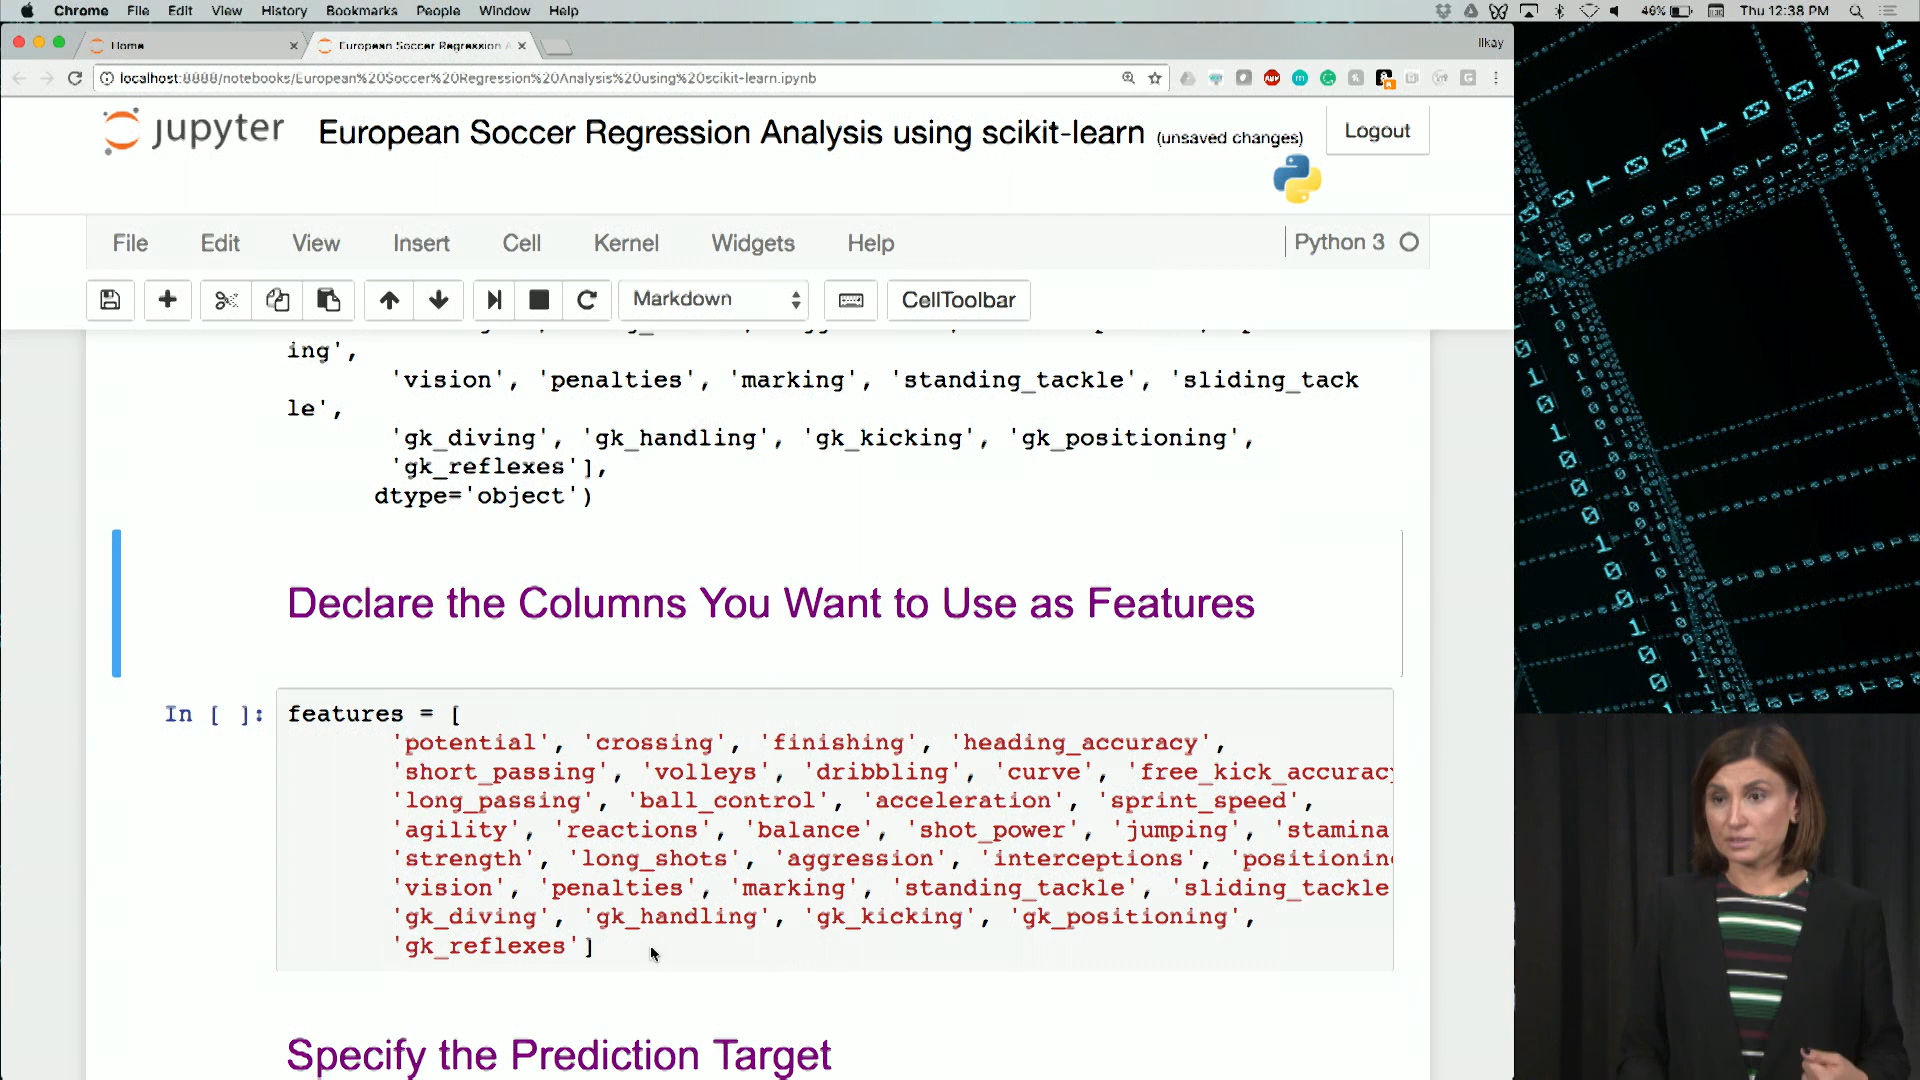 Chrome File Edit View History Bookmarks People Window Help 46% Thu 12:38 PM
Home European Soccer Regression A Ilkay
localhost:8888/notebooks/European%20Soccer%20Regression%20Analysis%20using%20scikit-learn.ipynb
jupyter European Soccer Regression Analysis using scikit-learn (unsaved changes) Logout
File Edit View Insert Cell Kernel Widgets Help Python 3
Markdown CellToolbar
ing',
'vision', 'penalties', 'marking', 'standing_tackle', 'sliding_tack
le',
'gk_diving', 'gk_handling', 'gk_kicking', 'gk_positioning',
'gk_reflexes'],
dtype='object')
Declare the Columns You Want to Use as Features
In [ ]: features = [
'potential', 'crossing', 'finishing', 'heading_accuracy',
'short_passing', 'volleys', 'dribbling', 'curve', 'free_kick_accuracy
'long_passing', 'ball_control', 'acceleration', 'sprint_speed',
'agility', 'reactions', 'balance', 'shot_power', 'jumping', 'stamina
'strength', 'long_shots', 'aggression', 'interceptions', 'positioning
'vision', 'penalties', 'marking', 'standing_tackle', 'sliding_tackle
'gk_diving', 'gk_handling', 'gk_kicking', 'gk_positioning',
'gk_reflexes']
Specify the Prediction Target